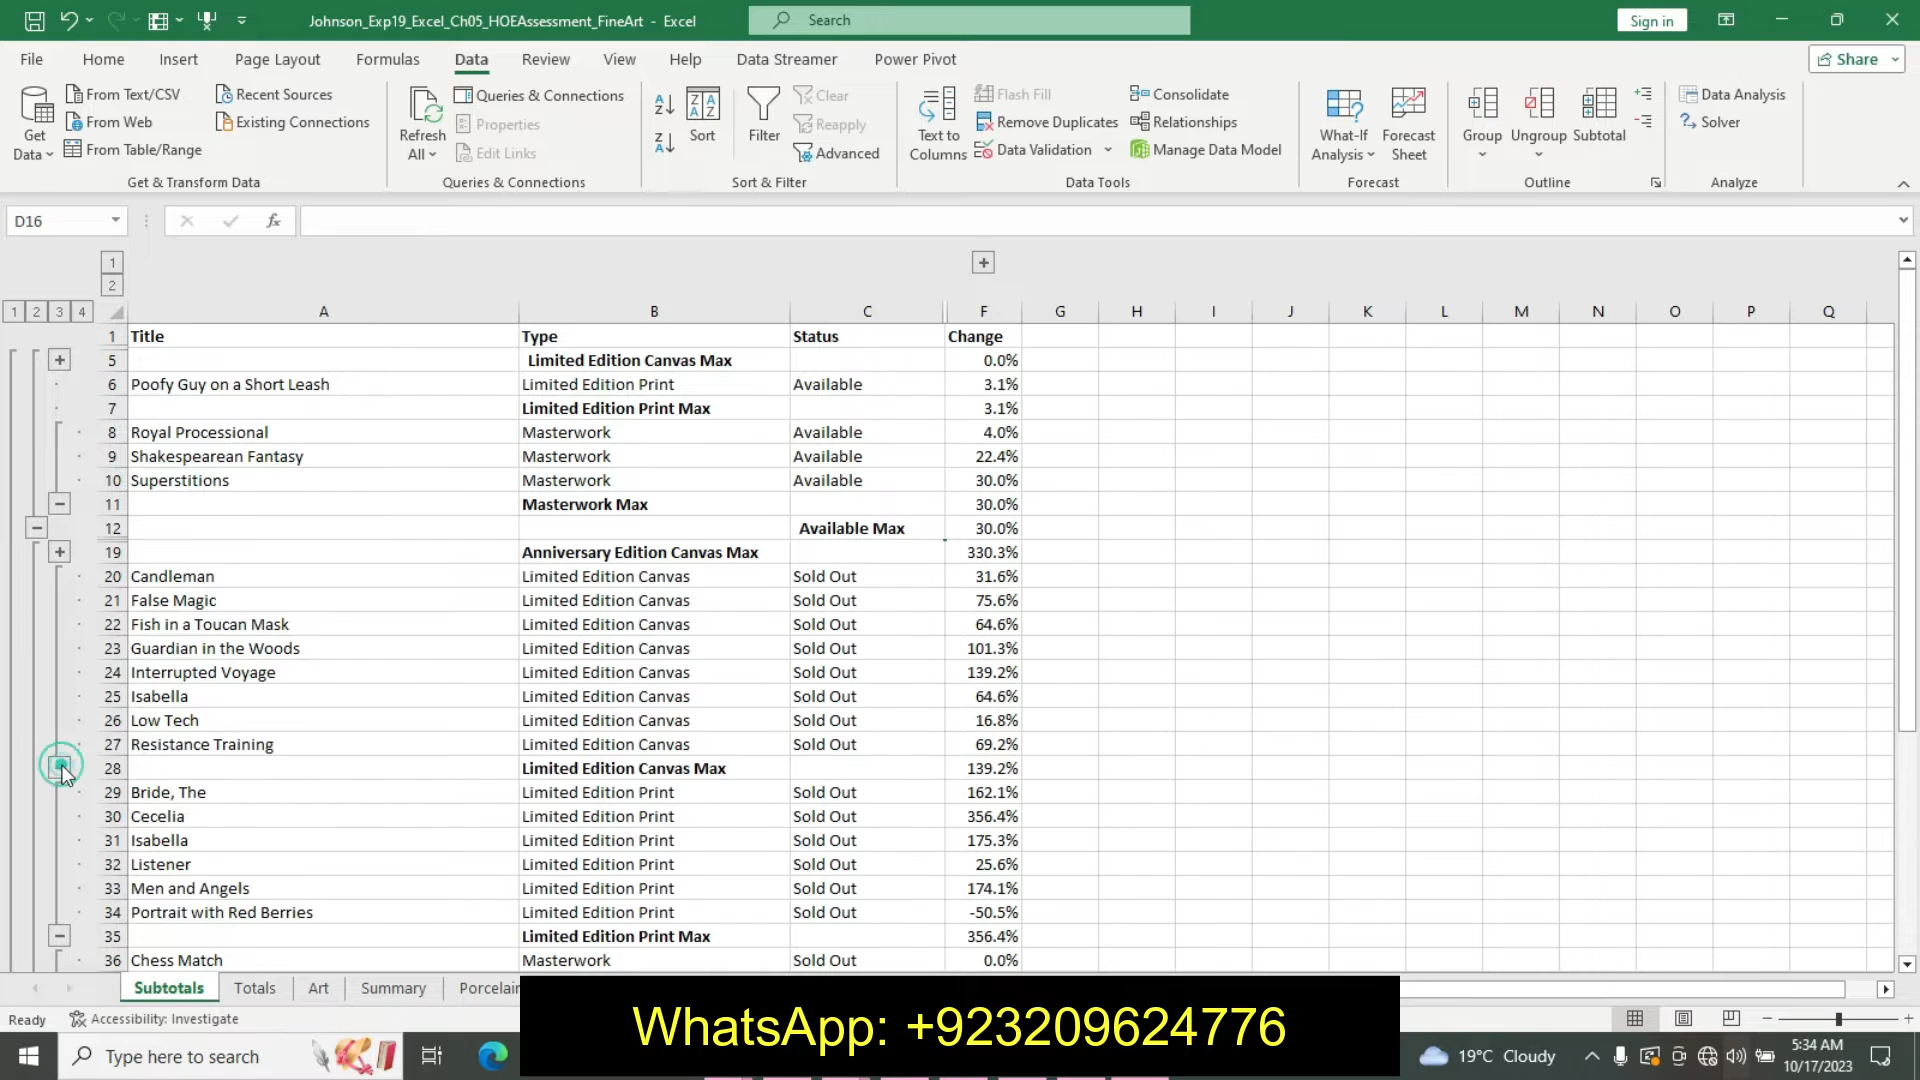 Johnson_Exp19_Excel_Ch05_HOEAssessment_FineArt - Excel
Search
Sign in
File Home Insert Page Layout Formulas Data Review View Help Data Streamer Power Pivot
Share
Get Data
From Text/CSV
From Web
From Table/Range
Recent Sources
Existing Connections
Get & Transform Data
Refresh All
Queries & Connections
Properties
Edit Links
Queries & Connections
Sort
Filter
Clear
Reapply
Advanced
Sort & Filter
Text to Columns
Flash Fill
Remove Duplicates
Data Validation
Consolidate
Relationships
Manage Data Model
Data Tools
What-If Analysis
Forecast Sheet
Forecast
Group
Ungroup
Subtotal
Outline
Data Analysis
Solver
Analyze
D16
fx
1
2
1 2 3 4
A B C F G H I J K L M N O P Q
1 Title Type Status Change
5 Limited Edition Canvas Max 0.0%
6 Poofy Guy on a Short Leash Limited Edition Print Available 3.1%
7 Limited Edition Print Max 3.1%
8 Royal Processional Masterwork Available 4.0%
9 Shakespearean Fantasy Masterwork Available 22.4%
10 Superstitions Masterwork Available 30.0%
11 Masterwork Max 30.0%
12 Available Max 30.0%
19 Anniversary Edition Canvas Max 330.3%
20 Candleman Limited Edition Canvas Sold Out 31.6%
21 False Magic Limited Edition Canvas Sold Out 75.6%
22 Fish in a Toucan Mask Limited Edition Canvas Sold Out 64.6%
23 Guardian in the Woods Limited Edition Canvas Sold Out 101.3%
24 Interrupted Voyage Limited Edition Canvas Sold Out 139.2%
25 Isabella Limited Edition Canvas Sold Out 64.6%
26 Low Tech Limited Edition Canvas Sold Out 16.8%
27 Resistance Training Limited Edition Canvas Sold Out 69.2%
28 Limited Edition Canvas Max 139.2%
29 Bride, The Limited Edition Print Sold Out 162.1%
30 Cecelia Limited Edition Print Sold Out 356.4%
31 Isabella Limited Edition Print Sold Out 175.3%
32 Listener Limited Edition Print Sold Out 25.6%
33 Men and Angels Limited Edition Print Sold Out 174.1%
34 Portrait with Red Berries Limited Edition Print Sold Out -50.5%
35 Limited Edition Print Max 356.4%
36 Chess Match Masterwork Sold Out 0.0%
Subtotals Totals Art Summary Porcelain
Ready Accessibility: Investigate
WhatsApp: +923209624776
Type here to search
19°C Cloudy
5:34 AM
10/17/2023